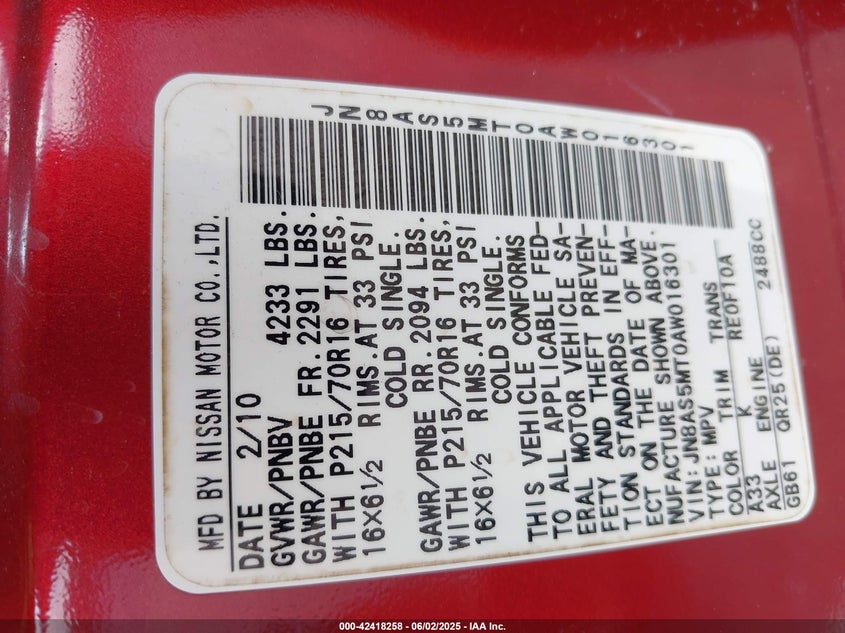 JN8AS5MT0AW016301
MFD BY NISSAN MOTOR CO.,LTD.
DATE 2/10
GVWR/PNBV 4233 LBS.
GAWR/PNBE FR.2291 LBS.
WITH P215/70R16 TIRES,
16X6½ RIMS.AT 33 PSI
COLD SINGLE.
GAWR/PNBE RR.2094 LBS.
WITH P215/70R16 TIRES,
16X6½ RIMS.AT 33 PSI
COLD SINGLE.
THIS VEHICLE CONFORMS
TO ALL APPLICABLE FED-
ERAL MOTOR VEHICLE SA-
FETY AND THEFT PREVEN-
TION STANDARDS IN EFF-
ECT ON THE DATE OF MA-
NUFACTURE SHOWN ABOVE.
VIN: JN8AS5MT0AW016301
TYPE: MPV
COLOR TRIM TRANS
A33 K RE0F10A
AXLE ENGINE
GB61 QR25(DE) 2488CC
000-42418258 - 06/02/2025 - IAA Inc.